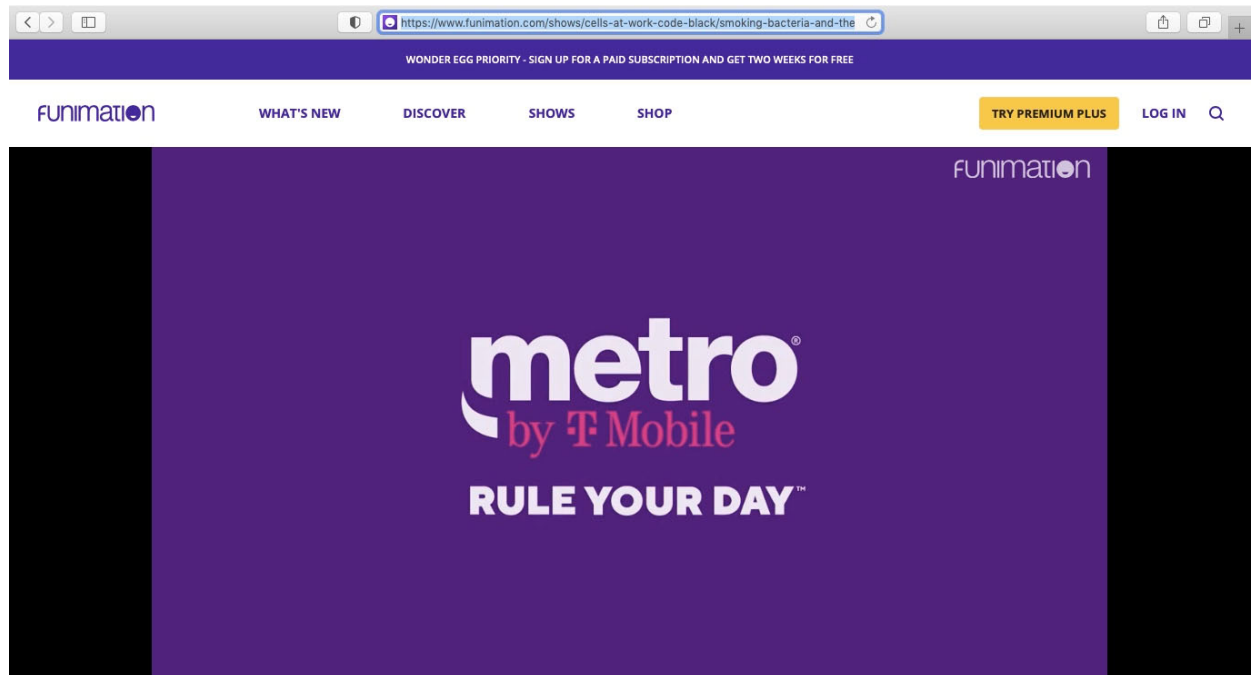 https://www.funimation.com/shows/cells-at-work-code-black/smoking-bacteria-and-the
WONDER EGG PRIORITY - SIGN UP FOR A PAID SUBSCRIPTION AND GET TWO WEEKS FOR FREE
FUNIMATION WHAT'S NEW DISCOVER SHOWS SHOP TRY PREMIUM PLUS LOG IN
FUNIMATION
metro®
by T Mobile
RULE YOUR DAY™